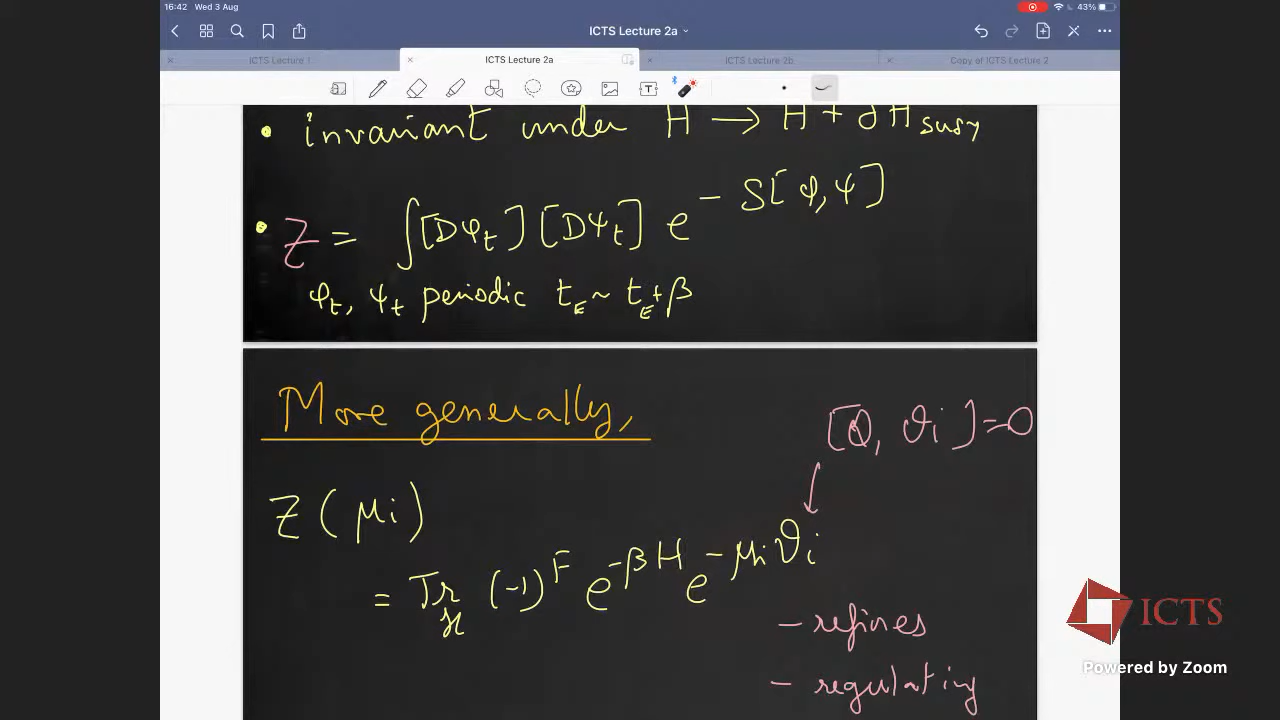 16:42 Wed 3 Aug
43%
ICTS Lecture 2a
ICTS Lecture 1
ICTS Lecture 2a
ICTS Lecture 2b
Copy of ICTS Lecture 2
• invariant under H → H + δH_susy
• Z = ∫[Dφ_t] [Dψ_t] e^{- S[φ,ψ]}
φ_t, ψ_t periodic t_E ~ t_E + β
More generally,
[Q, ϑ_i] = 0
Z(μ_i)
= Tr_H (-1)^F e^{-βH} e^{-μ_i ϑ_i}
- refines
- regulating
ICTS
Powered by Zoom